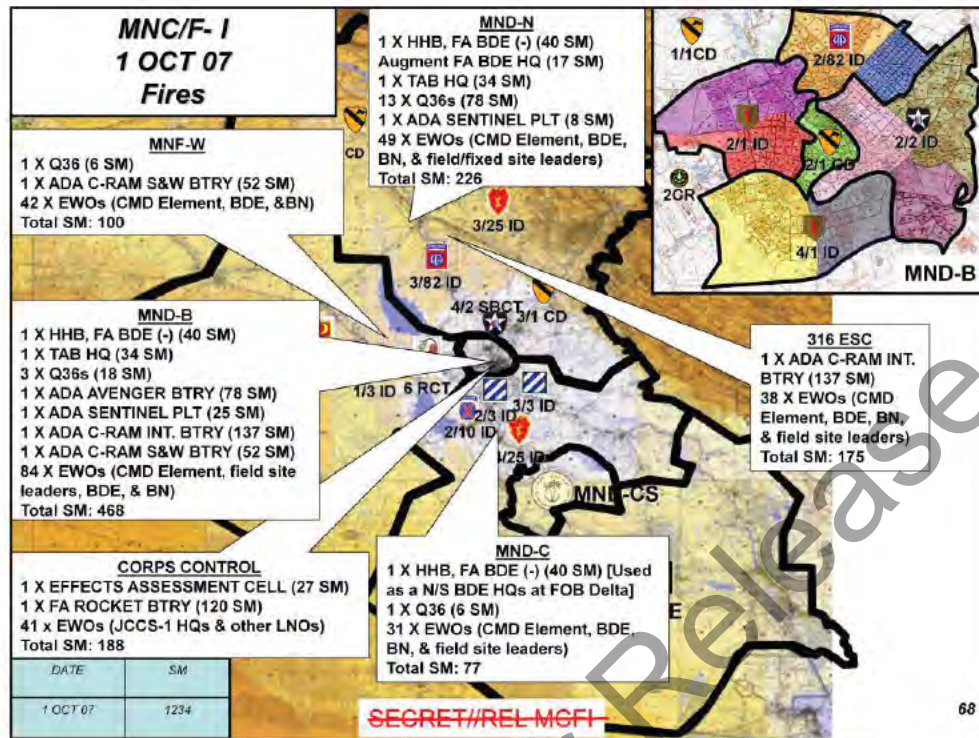 MNC/F- I
1 OCT 07
Fires
MNF-W
1 X Q36 (6 SM)
1 X ADA C-RAM S&W BTRY (52 SM)
42 X EWOs (CMD Element, BDE, &BN)
Total SM: 100
MND-N
1 X HHB, FA BDE (-) (40 SM)
Augment FA BDE HQ (17 SM)
1 X TAB HQ (34 SM)
13 X Q36s (78 SM)
1 X ADA SENTINEL PLT (8 SM)
49 X EWOs (CMD Element, BDE,
BN, & field/fixed site leaders)
Total SM: 226
1/1CD
2/82 ID
2/1 ID
2/1 CD
2/2 ID
2CR
4/1 ID
MND-B
CD
3/25 ID
3/82 ID
4/2 SBCT
3/1 CD
MND-B
1 X HHB, FA BDE (-) (40 SM)
1 X TAB HQ (34 SM)
3 X Q36s (18 SM)
1 X ADA AVENGER BTRY (78 SM)
1 X ADA SENTINEL PLT (25 SM)
1 X ADA C-RAM INT. BTRY (137 SM)
1 X ADA C-RAM S&W BTRY (52 SM)
84 X EWOs (CMD Element, field site
leaders, BDE, & BN)
Total SM: 468
1/3 ID
6 RCT
2/3 ID
3/3 ID
2/10 ID
4/25 ID
MND-CS
316 ESC
1 X ADA C-RAM INT.
BTRY (137 SM)
38 X EWOs (CMD
Element, BDE, BN,
& field site leaders)
Total SM: 175
CORPS CONTROL
1 X EFFECTS ASSESSMENT CELL (27 SM)
1 X FA ROCKET BTRY (120 SM)
41 x EWOs (JCCS-1 HQs & other LNOs)
Total SM: 188
MND-C
1 X HHB, FA BDE (-) (40 SM) [Used
as a N/S BDE HQs at FOB Delta]
1 X Q36 (6 SM)
31 X EWOs (CMD Element, BDE,
BN, & field site leaders)
Total SM: 77
E
DATE SM
1 OCT 07 1234
SECRET//REL MCFI
68
Release